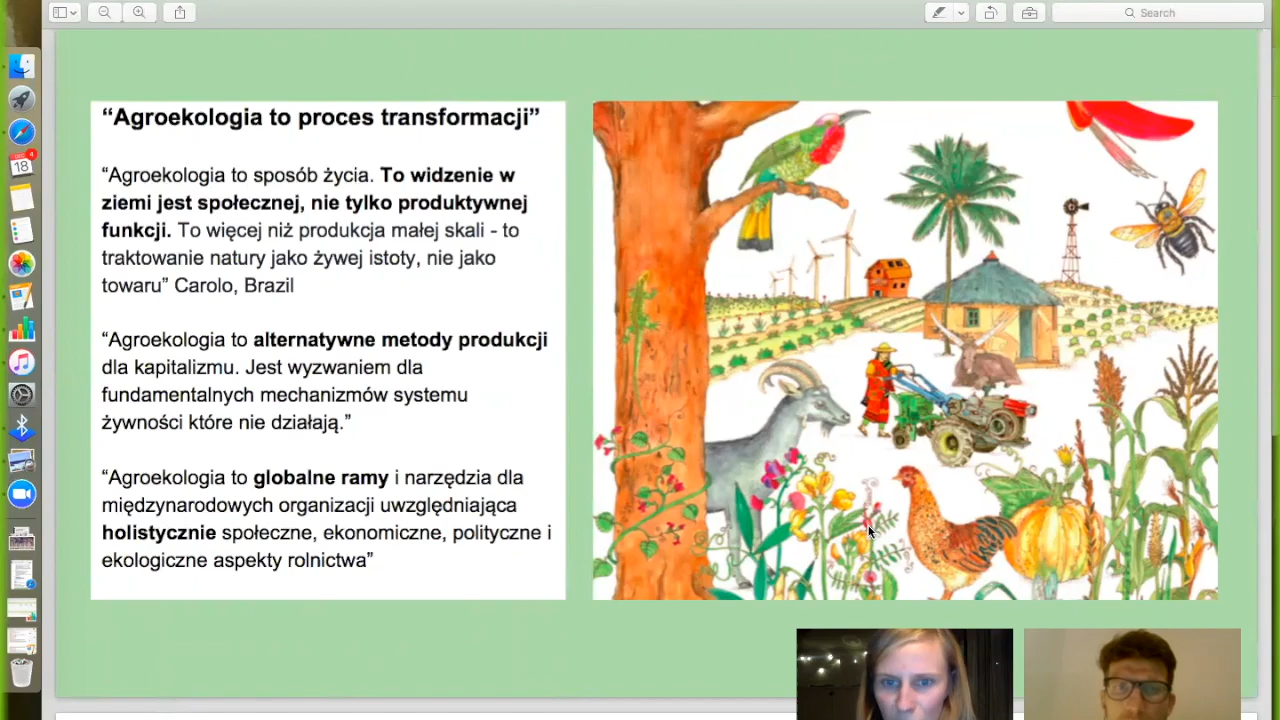 Search
“Agroekologia to proces transformacji”
“Agroekologia to sposób życia. To widzenie w
ziemi jest społecznej, nie tylko produktywnej
funkcji. To więcej niż produkcja małej skali - to
traktowanie natury jako żywej istoty, nie jako
towaru” Carolo, Brazil
“Agroekologia to alternatywne metody produkcji
dla kapitalizmu. Jest wyzwaniem dla
fundamentalnych mechanizmów systemu
żywności które nie działają.”
“Agroekologia to globalne ramy i narzędzia dla
międzynarodowych organizacji uwzględniająca
holistycznie społeczne, ekonomiczne, polityczne i
ekologiczne aspekty rolnictwa”
4
18